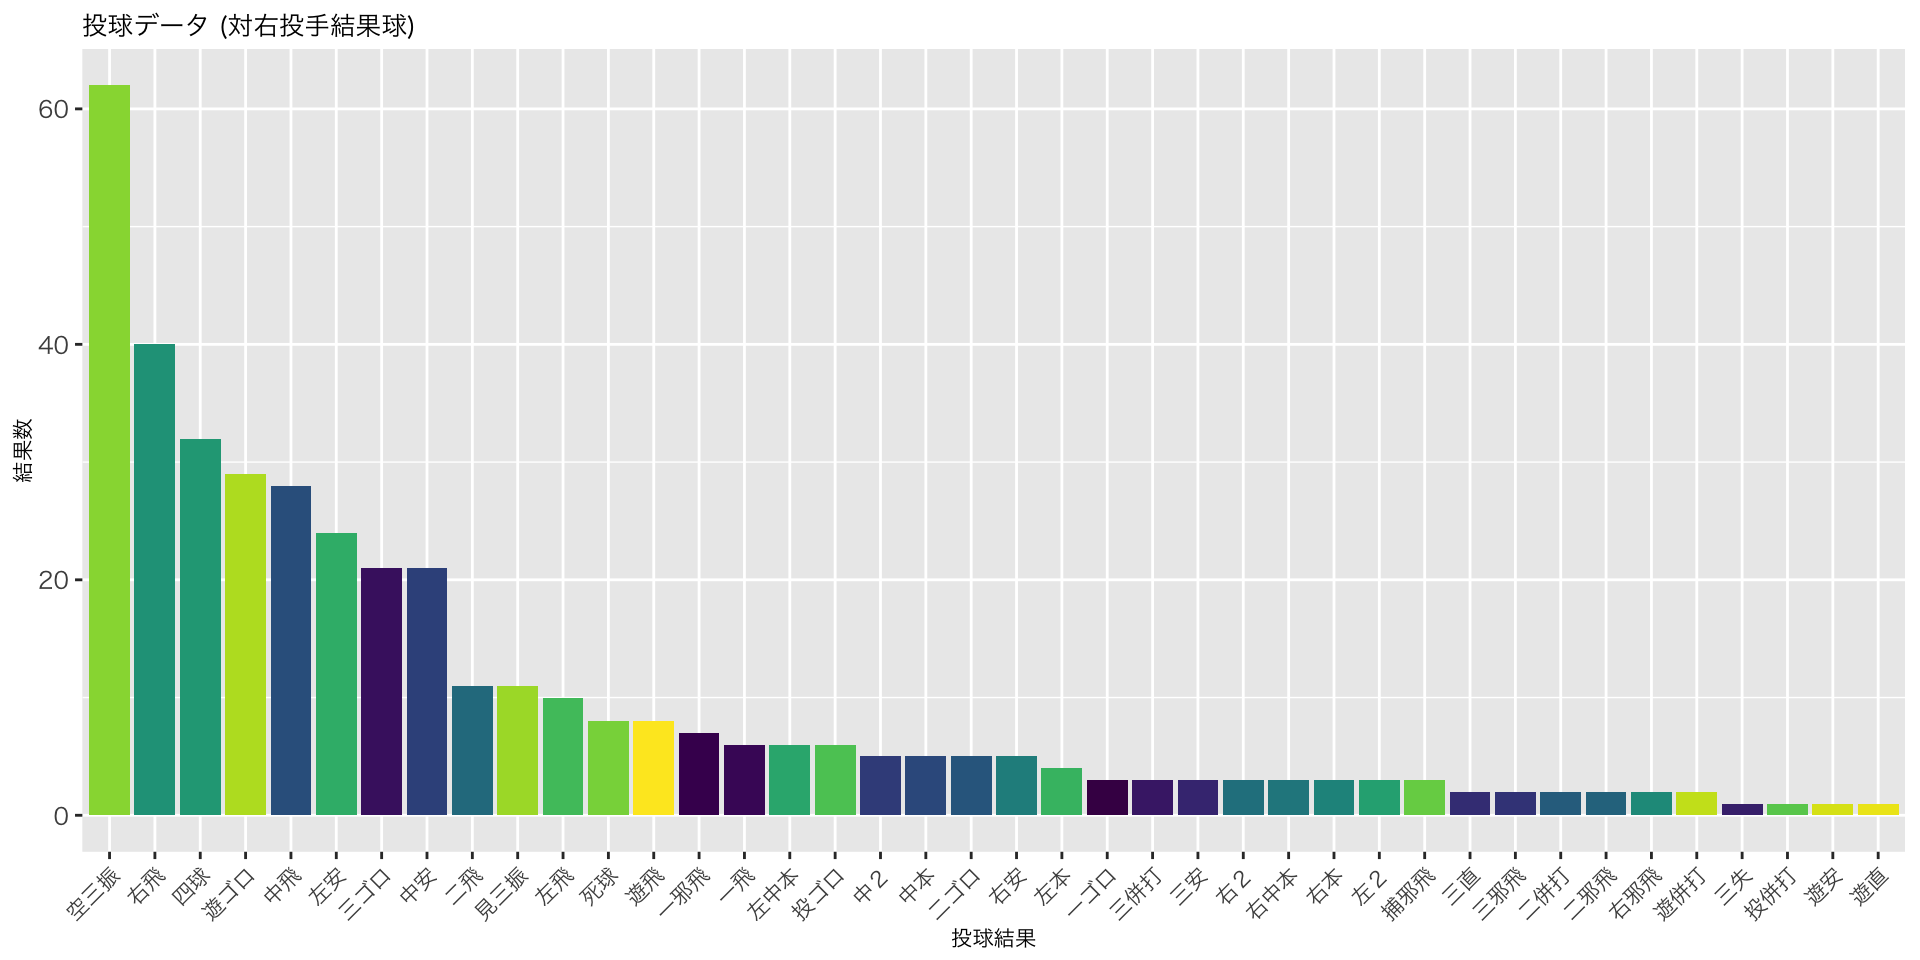 投球データ (対右投手結果球)
結果数
60
40
20
0
空三振
右飛
四球
遊ゴロ
中飛
左安
三ゴロ
中安
二飛
見三振
左飛
死球
遊飛
一邪飛
一飛
左中本
投ゴロ
中２
中本
二ゴロ
右安
左本
一ゴロ
三併打
三安
右２
右中本
右本
左２
捕邪飛
三直
三邪飛
二併打
二邪飛
右邪飛
遊併打
三失
投併打
遊安
遊直
投球結果